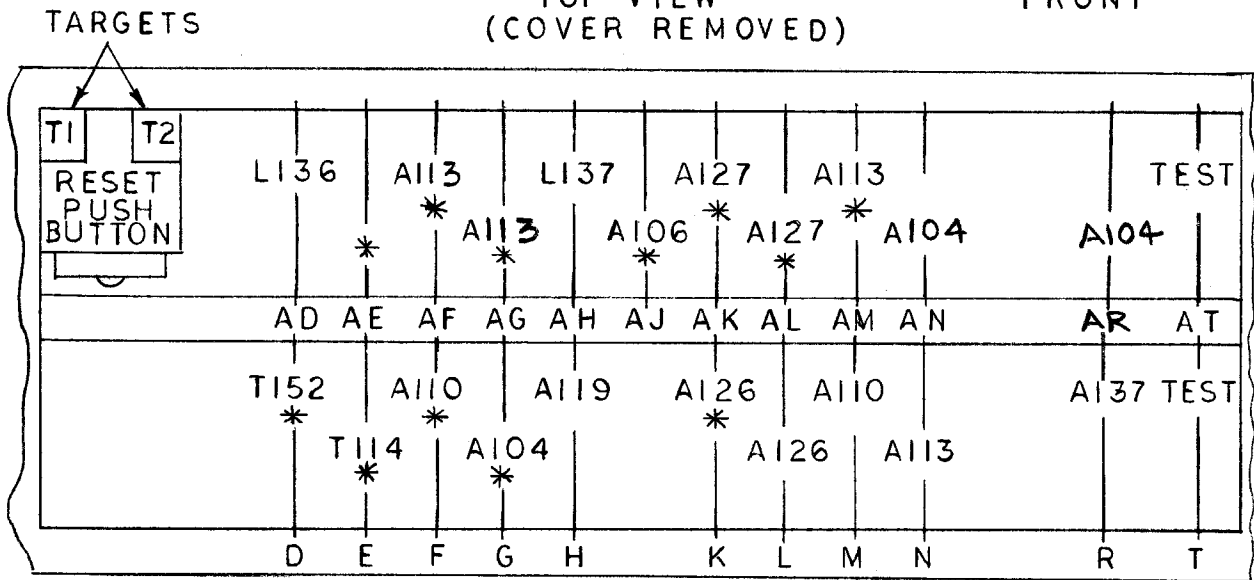 TOP VIEW FRONT
TARGETS (COVER REMOVED)
T1 T2
L136 A113 L137 A127 A113 TEST
RESET
PUSH
BUTTON
* * *
A113 A106 A127 A104 A104
* * * *
AD AE AF AG AH AJ AK AL AM AN AR AT
T152 A110 A119 A126 A110 A137 TEST
* * *
T114 A104 A126 A113
* *
D E F G H K L M N R T